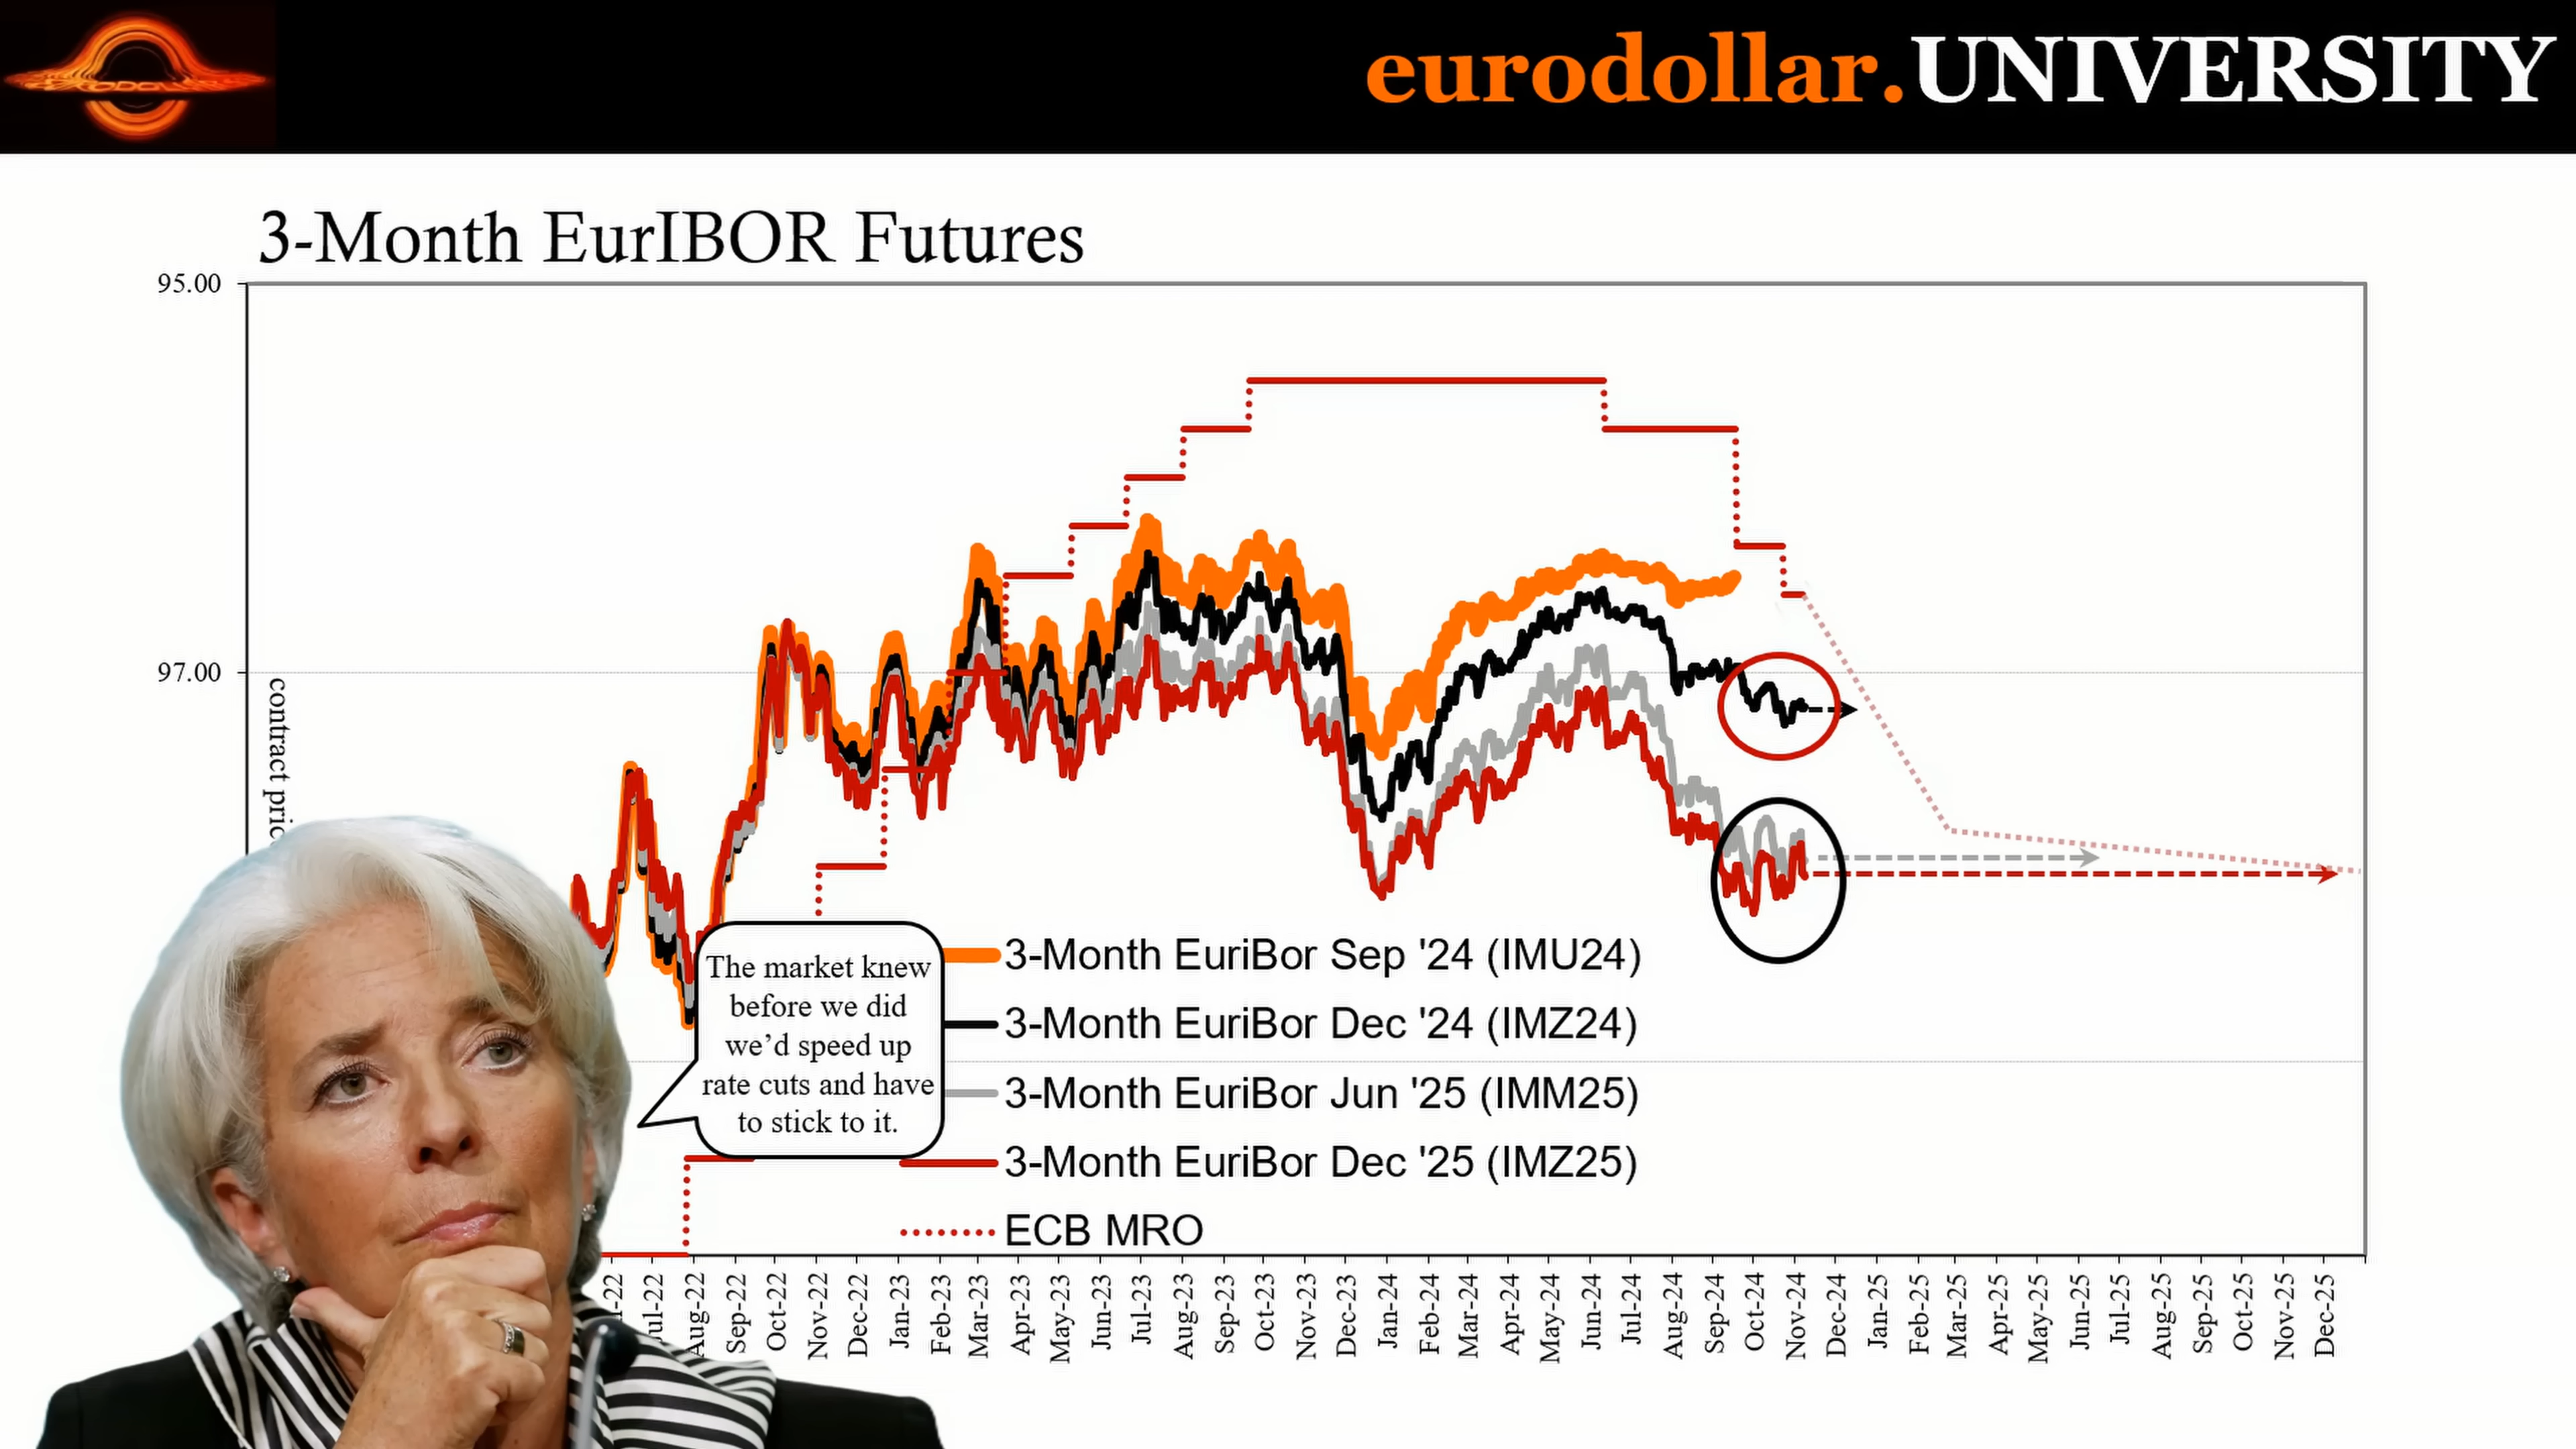 eurodollar.UNIVERSITY
3-Month EurIBOR Futures
95.00
97.00
The market knew
before we did
we'd speed up
rate cuts and have
to stick to it.
3-Month EuriBor Sep '24 (IMU24)
3-Month EuriBor Dec '24 (IMZ24)
3-Month EuriBor Jun '25 (IMM25)
3-Month EuriBor Dec '25 (IMZ25)
ECB MRO
contract
Jul-22
Aug-22
Sep-22
Oct-22
Nov-22
Dec-22
Jan-23
Feb-23
Mar-23
Apr-23
May-23
Jun-23
Jul-23
Aug-23
Sep-23
Oct-23
Nov-23
Dec-23
Jan-24
Feb-24
Mar-24
Apr-24
May-24
Jun-24
Jul-24
Aug-24
Sep-24
Oct-24
Nov-24
Dec-24
Jan-25
Feb-25
Mar-25
Apr-25
May-25
Jun-25
Jul-25
Aug-25
Sep-25
Oct-25
Nov-25
Dec-25